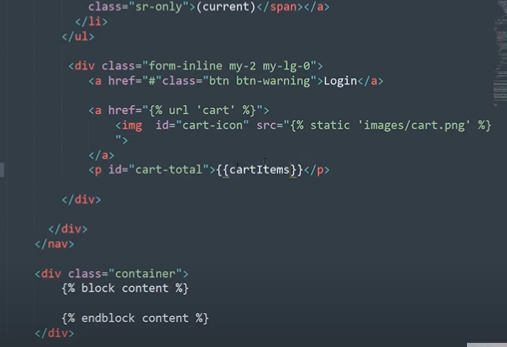 class="sr-only">(current)</span></a>
</li>
</ul>
<div class="form-inline my-2 my-lg-0">
<a href="#"class="btn btn-warning">Login</a>
<a href="{% url 'cart' %}">
<img  id="cart-icon" src="{% static 'images/cart.png' %}
">
</a>
<p id="cart-total">{{cartItems}}</p>
</div>
</div>
</nav>
<div class="container">
{% block content %}
{% endblock content %}
</div>